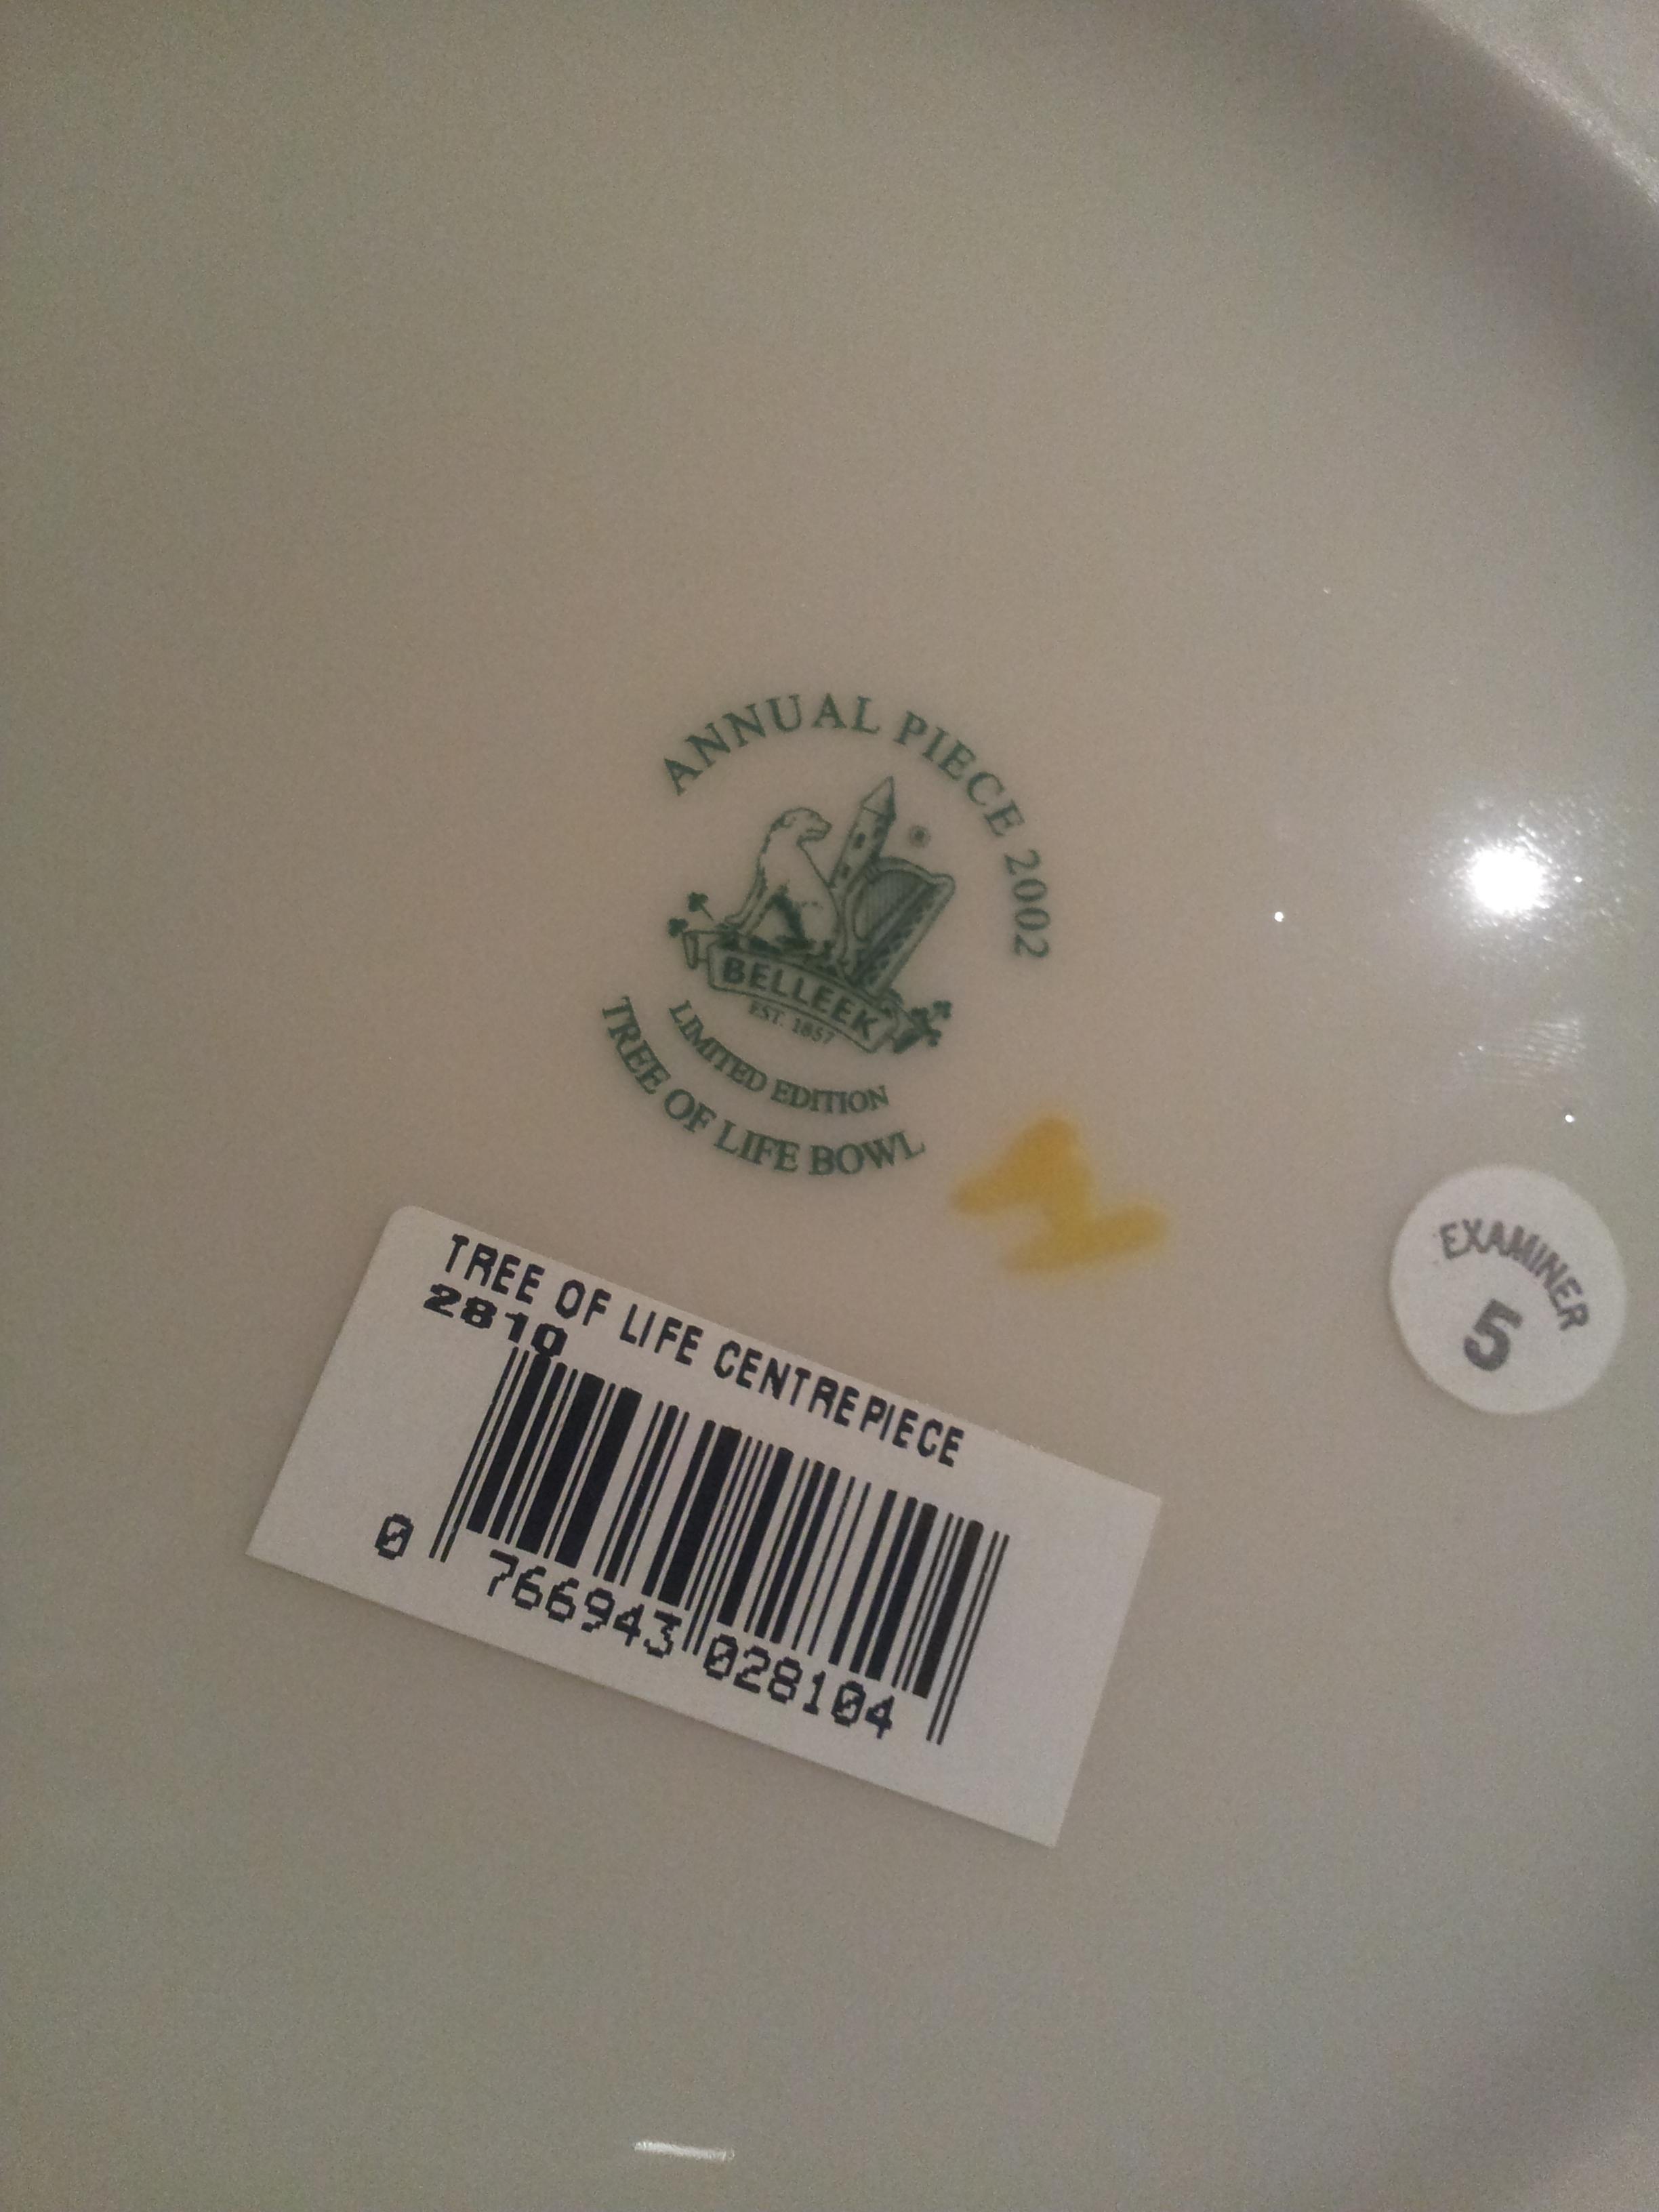 ANNUAL PIECE 2002
®
BELLEEK
EST. 1857
LIMITED EDITION
TREE OF LIFE BOWL
EXAMINER
5
TREE OF LIFE CENTREPIECE
2810
0 766943 028104